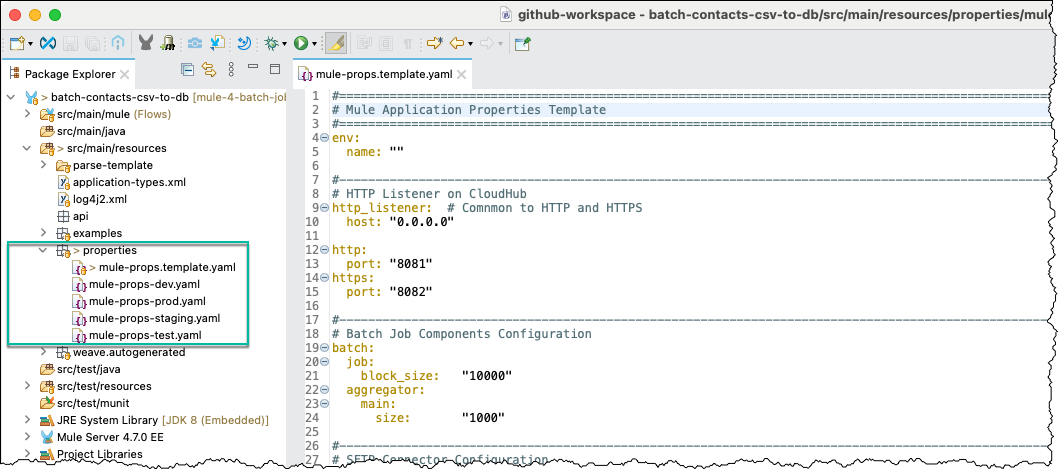 github-workspace - batch-contacts-csv-to-db/src/main/resources/properties/mule
Package Explorer
mule-props.template.yaml
> batch-contacts-csv-to-db [mule-4-batch-jol
src/main/mule (Flows)
src/main/java
> src/main/resources
parse-template
application-types.xml
log4j2.xml
api
examples
> properties
> mule-props.template.yaml
mule-props-dev.yaml
mule-props-prod.yaml
mule-props-staging.yaml
mule-props-test.yaml
weave.autogenerated
src/test/java
src/test/resources
src/test/munit
JRE System Library [JDK 8 (Embedded)]
Mule Server 4.7.0 EE
Project Libraries
1 #================================================
2 # Mule Application Properties Template
3 #================================================
4 env:
5 name: ""
6
7 #------------------------------------------------
8 # HTTP Listener on CloudHub
9 http_listener: # Comnmon to HTTP and HTTPS
10 host: "0.0.0.0"
11
12 http:
13 port: "8081"
14 https:
15 port: "8082"
16
17 #------------------------------------------------
18 # Batch Job Components Configuration
19 batch:
20 job:
21 block_size: "10000"
22 aggregator:
23 main:
24 size: "1000"
25
26 #------------------------------------------------
27 # SFTP Connector Configuration